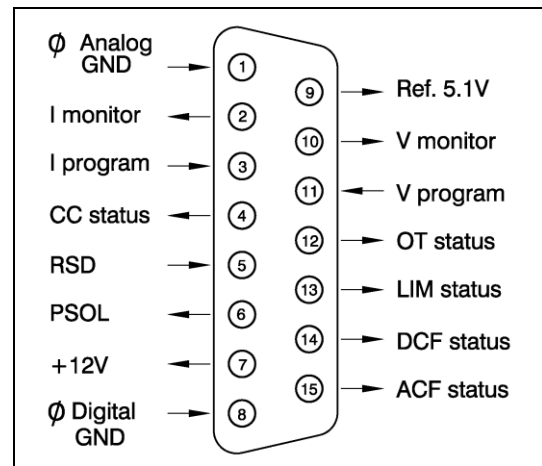 Ø Analog
GND
1
I monitor
2
I program
3
CC status
4
RSD
5
PSOL
6
+12V
7
Ø Digital
GND
8
9
Ref. 5.1V
10
V monitor
11
V program
12
OT status
13
LIM status
14
DCF status
15
ACF status